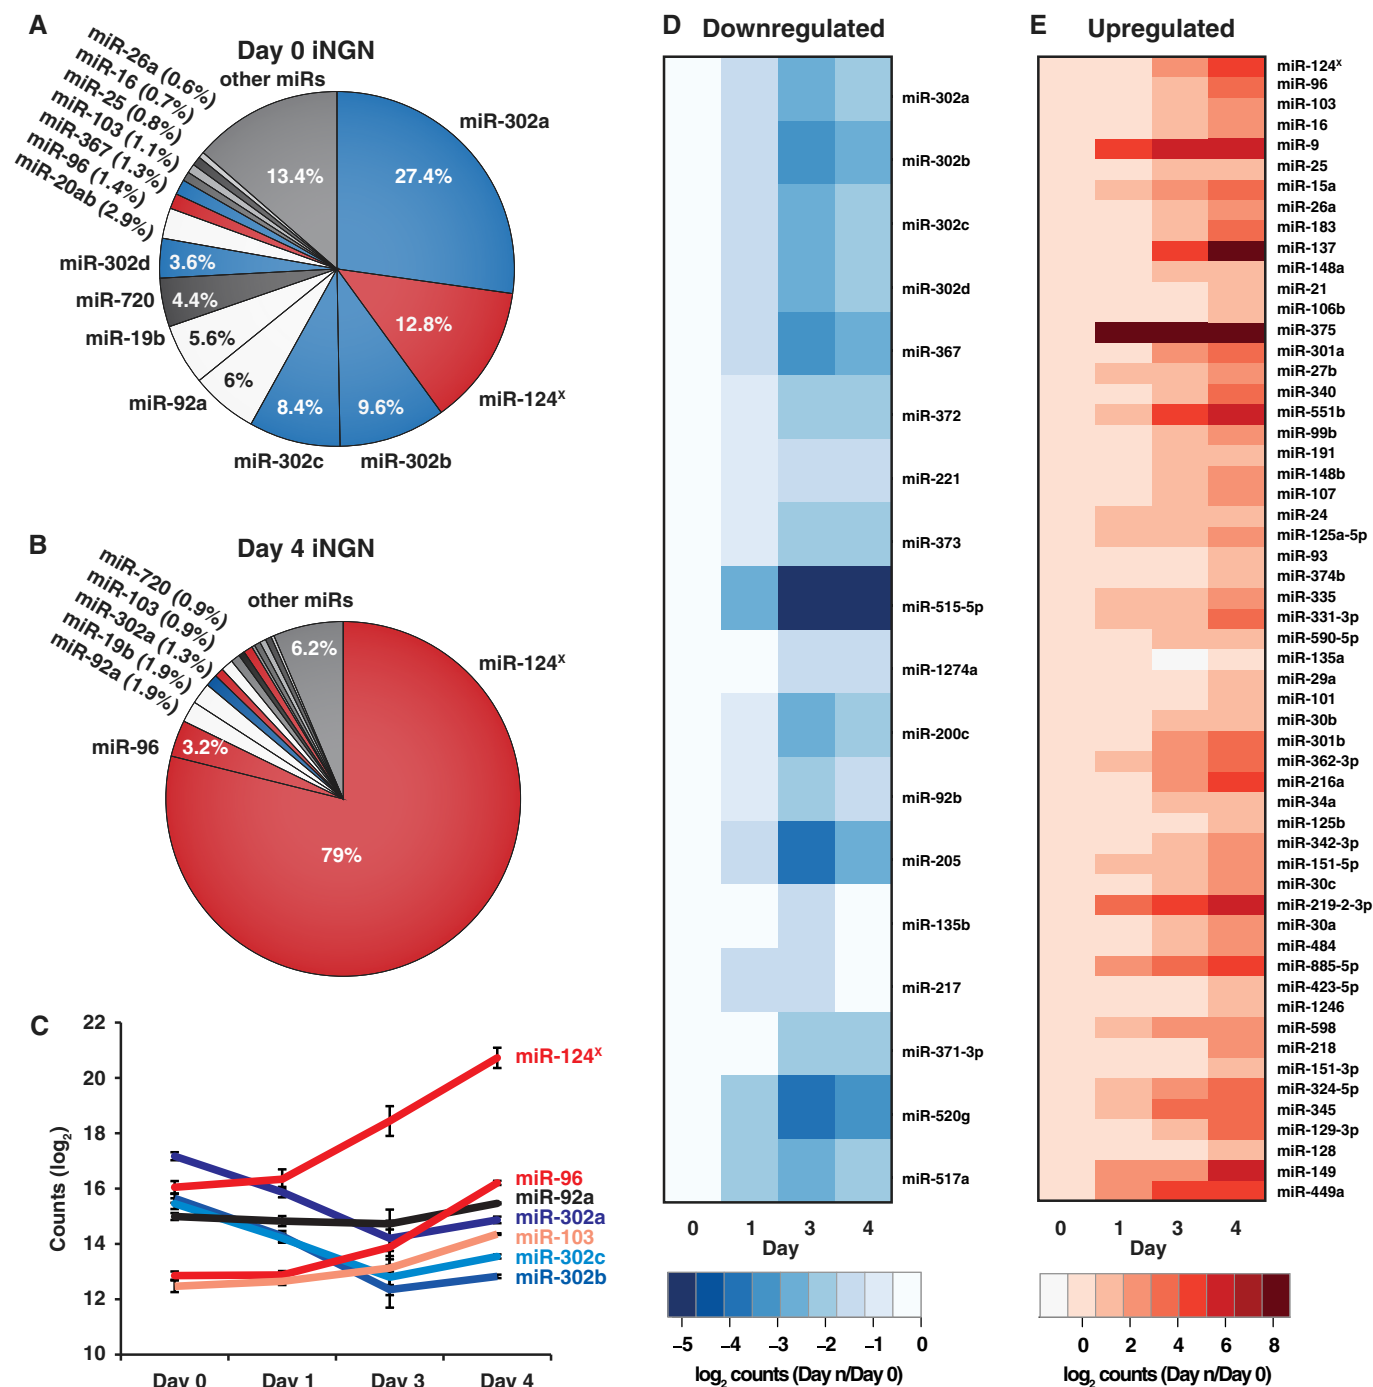 A
Day 0 iNGN
other miRs
miR-26a (0.6%)
miR-16 (0.7%)
miR-25 (0.8%)
miR-103 (1.1%)
miR-367 (1.3%)
miR-96 (1.4%)
miR-20ab (2.9%)
miR-302d
miR-720
miR-19b
miR-92a
miR-302c
miR-302b
miR-124x
miR-302a
13.4%
27.4%
3.6%
4.4%
5.6%
6%
8.4%
9.6%
12.8%
B
Day 4 iNGN
other miRs
miR-720 (0.9%)
miR-103 (0.9%)
miR-302a (1.3%)
miR-19b (1.9%)
miR-92a (1.9%)
miR-96
miR-124x
6.2%
3.2%
79%
C
Counts (log2)
22
20
18
16
14
12
10
Day 0
Day 1
Day 3
Day 4
miR-124x
miR-96
miR-92a
miR-302a
miR-103
miR-302c
miR-302b
D
Downregulated
miR-302a
miR-302b
miR-302c
miR-302d
miR-367
miR-372
miR-221
miR-373
miR-515-5p
miR-1274a
miR-200c
miR-92b
miR-205
miR-135b
miR-217
miR-371-3p
miR-520g
miR-517a
0 1 3 4
Day
−5 −4 −3 −2 −1 0
log2 counts (Day n/Day 0)
E
Upregulated
miR-124x
miR-96
miR-103
miR-16
miR-9
miR-25
miR-15a
miR-26a
miR-183
miR-137
miR-148a
miR-21
miR-106b
miR-375
miR-301a
miR-27b
miR-340
miR-551b
miR-99b
miR-191
miR-148b
miR-107
miR-24
miR-125a-5p
miR-93
miR-374b
miR-335
miR-331-3p
miR-590-5p
miR-135a
miR-29a
miR-101
miR-30b
miR-301b
miR-362-3p
miR-216a
miR-34a
miR-125b
miR-342-3p
miR-151-5p
miR-30c
miR-219-2-3p
miR-30a
miR-484
miR-885-5p
miR-423-5p
miR-1246
miR-598
miR-218
miR-151-3p
miR-324-5p
miR-345
miR-129-3p
miR-128
miR-149
miR-449a
0 1 3 4
Day
0 2 4 6 8
log2 counts (Day n/Day 0)